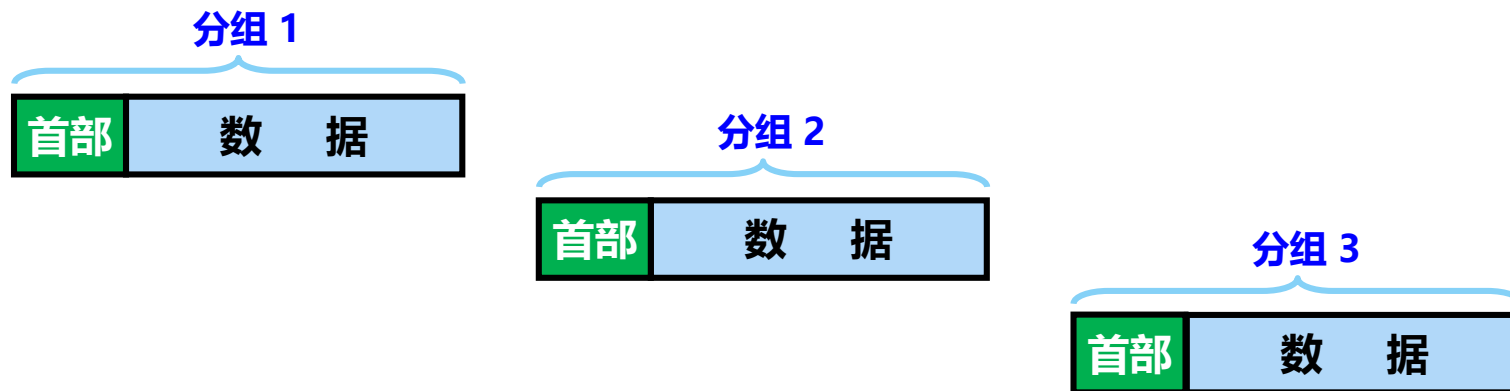 分组 1
首部 数 据
分组 2
首部 数 据
分组 3
首部 数 据